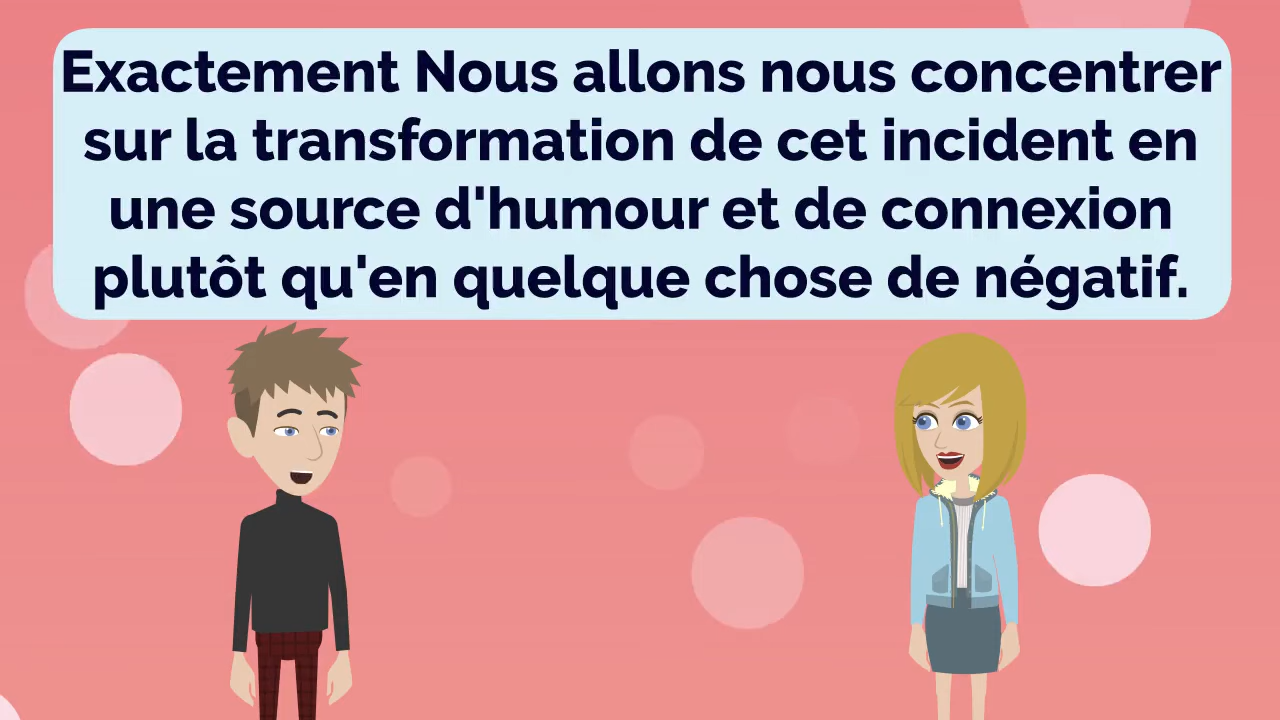 Exactement Nous allons nous concentrer
sur la transformation de cet incident en
une source d'humour et de connexion
plutôt qu'en quelque chose de négatif.